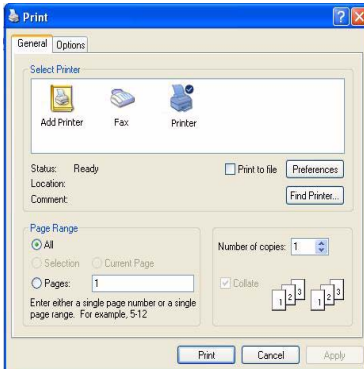 Print
General Options
Select Printer
Add Printer Fax Printer
Status: Ready
Location:
Comment:
Print to file
Preferences
Find Printer...
Page Range
All
Selection Current Page
Pages: 1
Enter either a single page number or a single
page range. For example, 5-12
Number of copies: 1
Collate
1 2 3 1 2 3
Print Cancel Apply